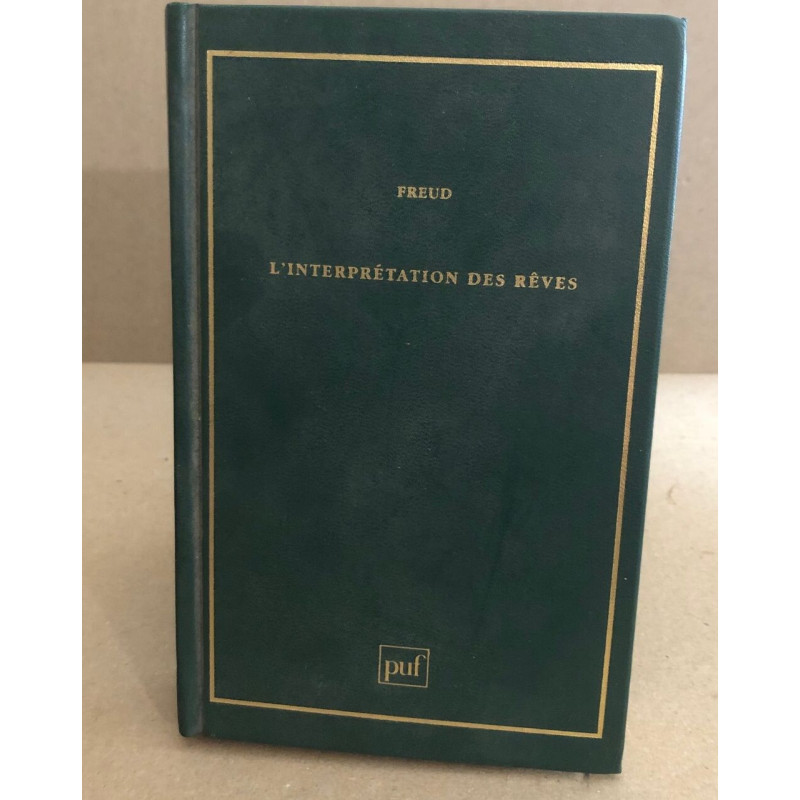 FREUD
L'INTERPRÉTATION DES RÊVES
puf